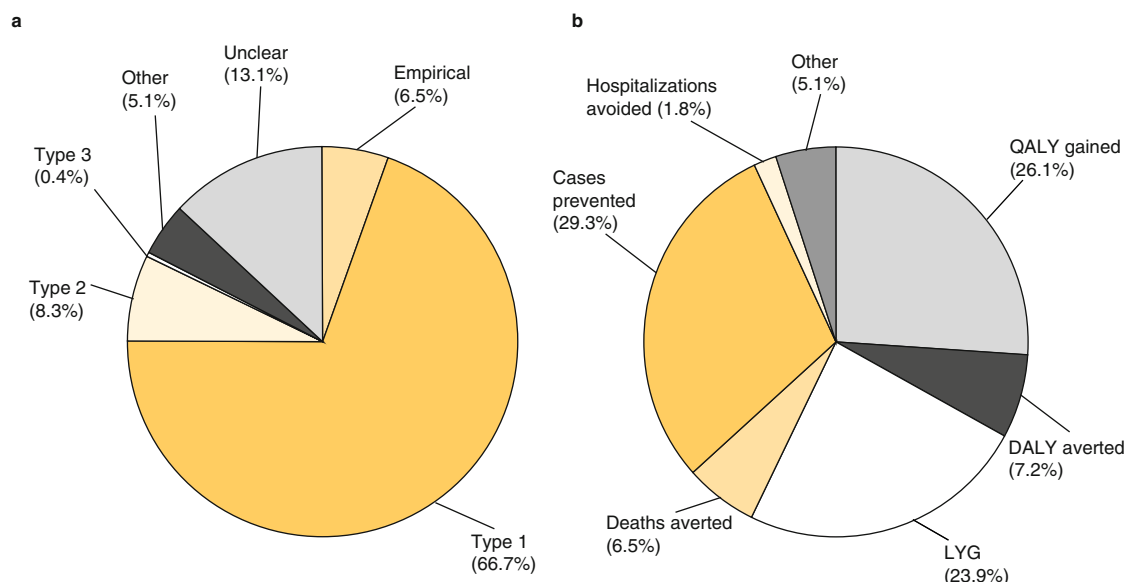 a
Unclear
(13.1%)
Empirical
(6.5%)
Other
(5.1%)
Type 3
(0.4%)
Type 2
(8.3%)
Type 1
(66.7%)
b
Other
(5.1%)
Hospitalizations
avoided (1.8%)
QALY gained
(26.1%)
Cases
prevented
(29.3%)
DALY averted
(7.2%)
Deaths averted
(6.5%)
LYG
(23.9%)